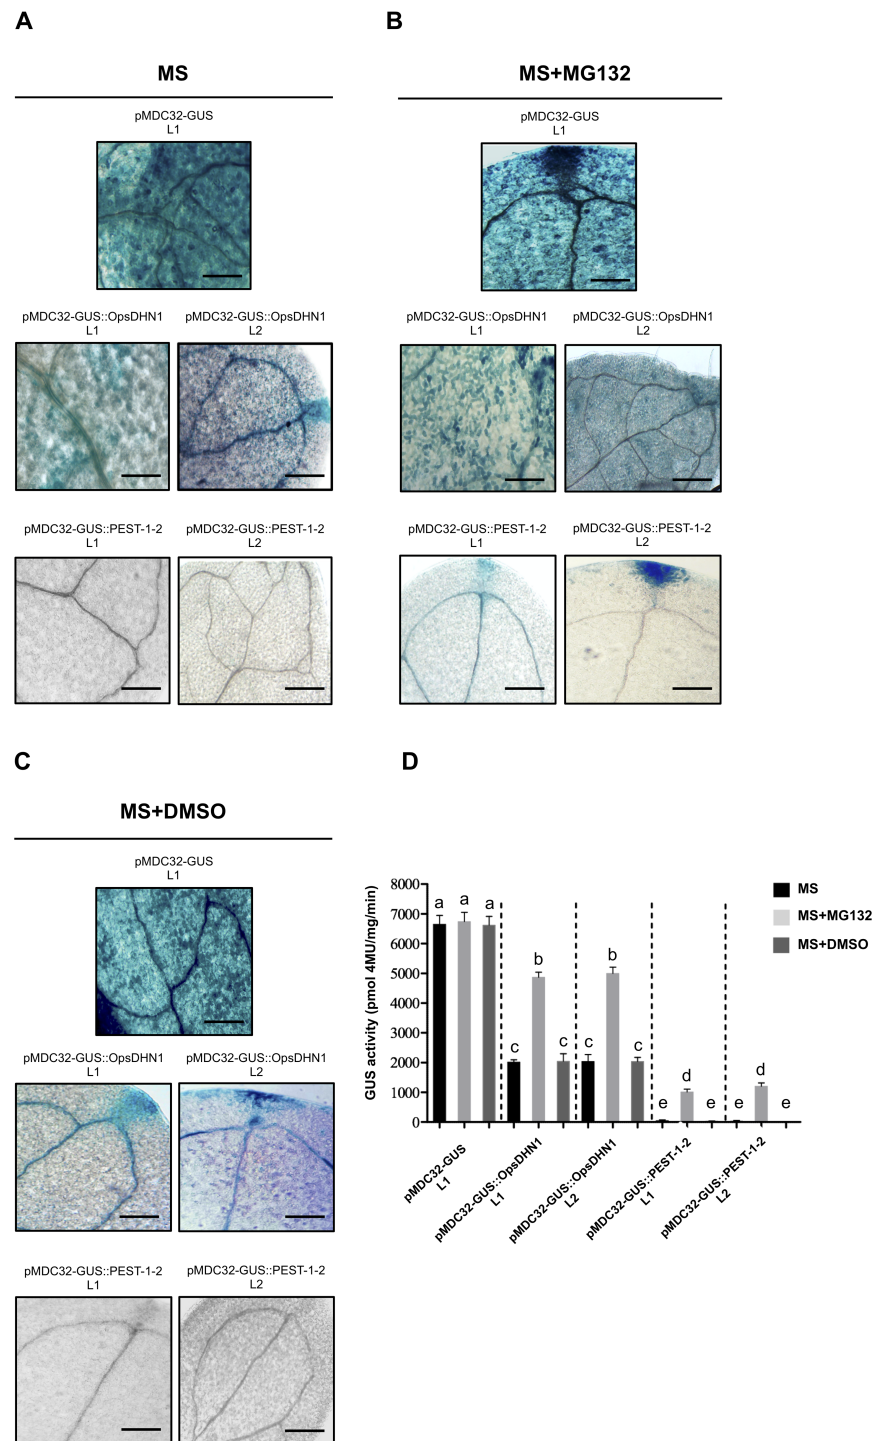 A
MS
pMDC32-GUS
L1
pMDC32-GUS::OpsDHN1
L1
pMDC32-GUS::OpsDHN1
L2
pMDC32-GUS::PEST-1-2
L1
pMDC32-GUS::PEST-1-2
L2
B
MS+MG132
pMDC32-GUS
L1
pMDC32-GUS::OpsDHN1
L1
pMDC32-GUS::OpsDHN1
L2
pMDC32-GUS::PEST-1-2
L1
pMDC32-GUS::PEST-1-2
L2
C
MS+DMSO
pMDC32-GUS
L1
pMDC32-GUS::OpsDHN1
L1
pMDC32-GUS::OpsDHN1
L2
pMDC32-GUS::PEST-1-2
L1
pMDC32-GUS::PEST-1-2
L2
D
GUS activity (pmol 4MU/mg/min)
8000
7000
6000
5000
4000
3000
2000
1000
0
a a a
c b c
c b c
e d e
e d e
MS
MS+MG132
MS+DMSO
pMDC32-GUS
L1
pMDC32-GUS::OpsDHN1
L1
pMDC32-GUS::OpsDHN1
L2
pMDC32-GUS::PEST-1-2
L1
pMDC32-GUS::PEST-1-2
L2